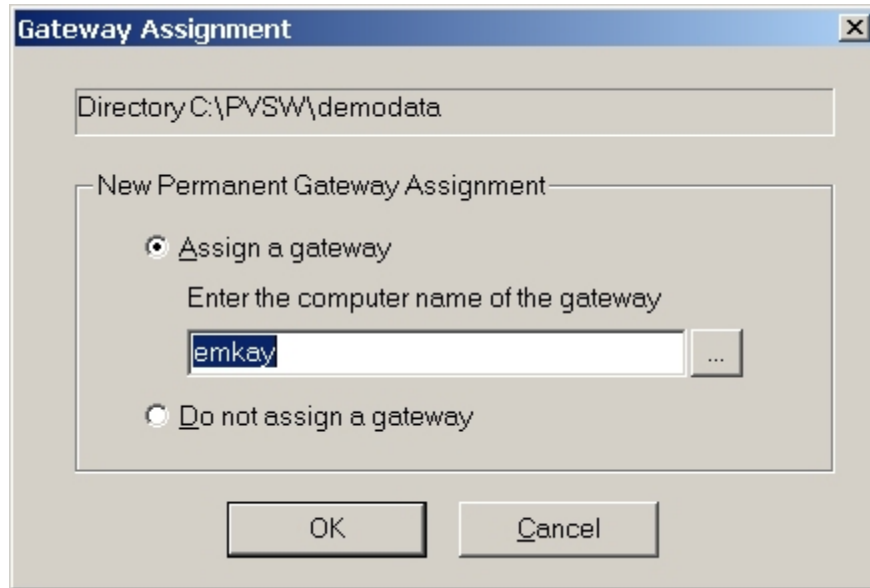 Gateway Assignment
Directory C:\PVSW\demodata
New Permanent Gateway Assignment
Assign a gateway
Enter the computer name of the gateway
emkay
...
Do not assign a gateway
OK
Cancel